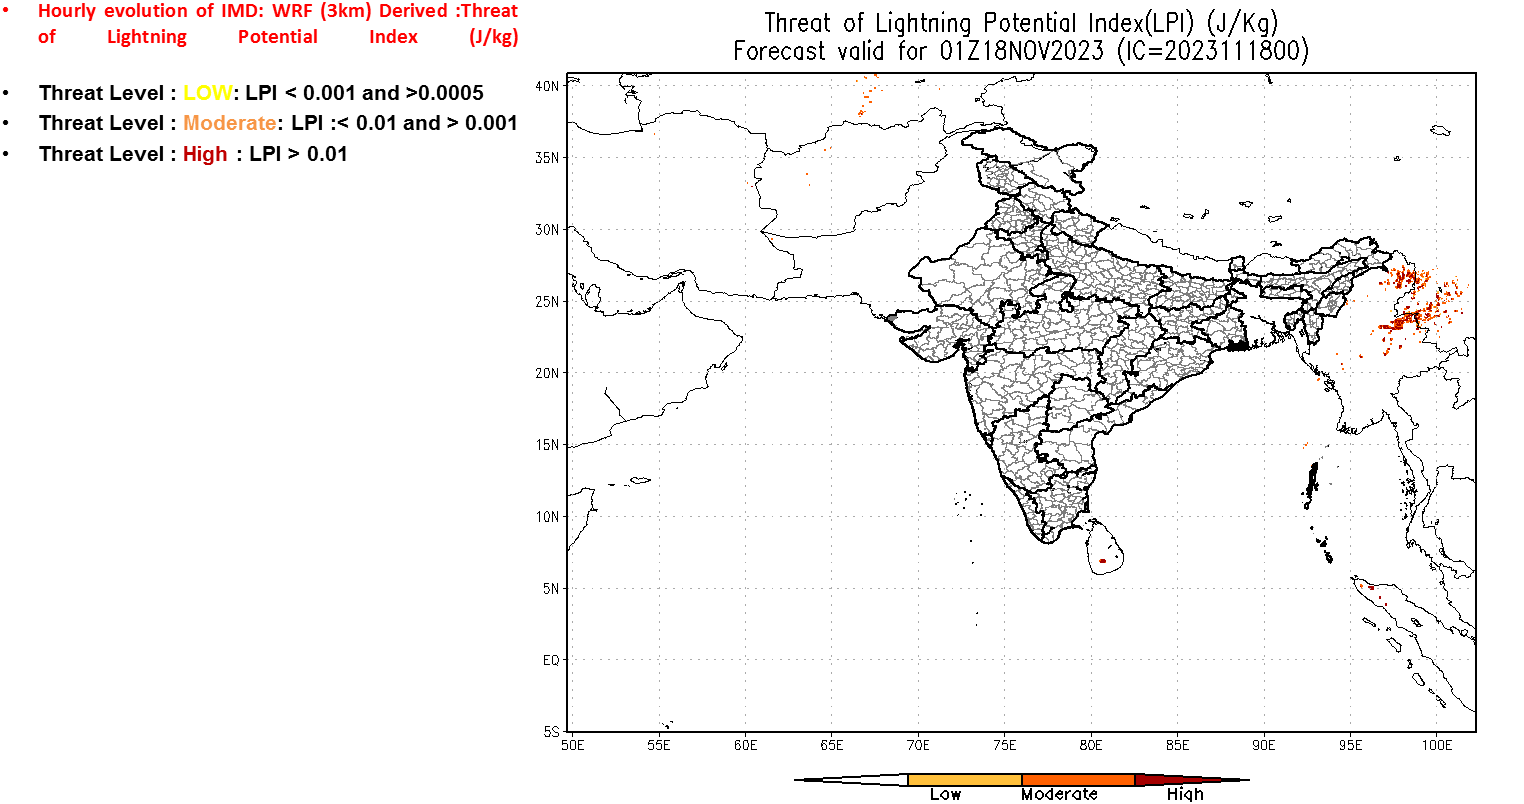 • Hourly evolution of IMD: WRF (3km) Derived :Threat
of Lightning Potential Index (J/kg)
• Threat Level : LOW: LPI < 0.001 and >0.0005
• Threat Level : Moderate: LPI :< 0.01 and > 0.001
• Threat Level : High : LPI > 0.01
Threat of Lightning Potential Index(LPI) (J/Kg)
Forecast valid for 01Z18NOV2023 (IC=2023111800)
40N
35N
30N
25N
20N
15N
10N
5N
EQ
5S
50E 55E 60E 65E 70E 75E 80E 85E 90E 95E 100E
Low Moderate High